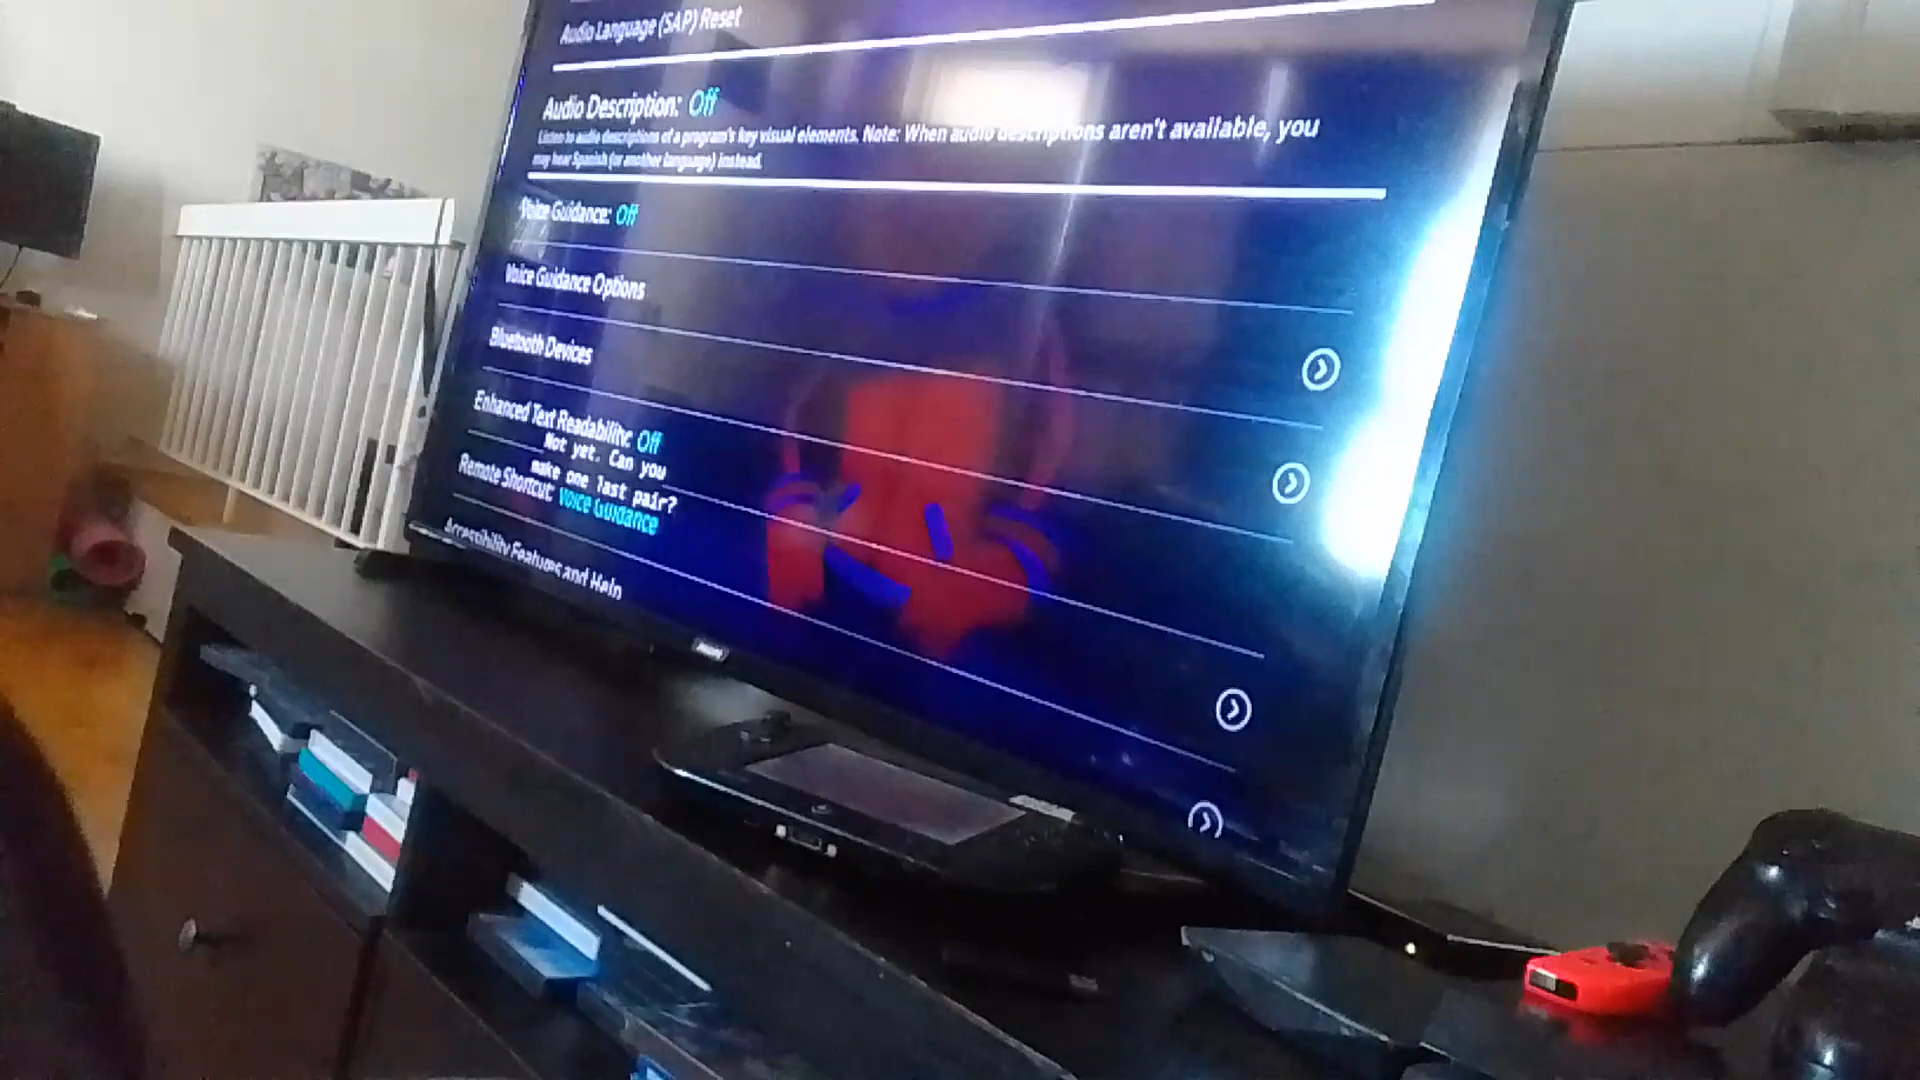 Audio Language (SAP) Reset
Audio Description: Off
Listen to audio descriptions of a program's key visual elements. Note: When audio descriptions aren't available, you
may hear Spanish (or another language) instead.
Voice Guidance: Off
Voice Guidance Options
Bluetooth Devices
Enhanced Text Readability: Off
Not yet. Can you
make one last pair?
Remote Shortcut: Voice Guidance
Accessibility Features and Help